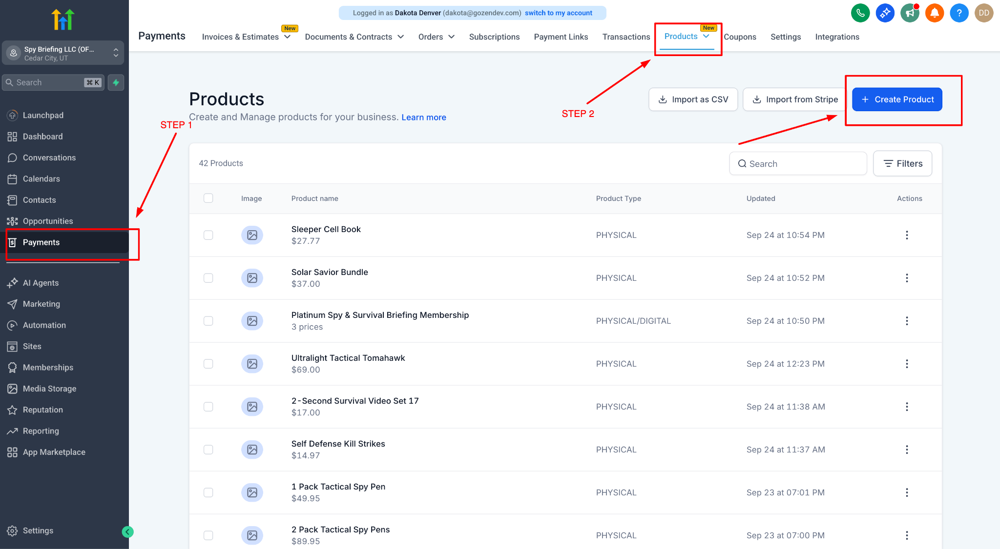 Logged in as Dakota Denver (dakota@gozendev.com) switch to my account
DD
Payments
Invoices & Estimates
New
Documents & Contracts
Orders
Subscriptions
Payment Links
Transactions
Products
New
Coupons
Settings
Integrations
Spy Briefing LLC (OF...
Cedar City, UT
Search
⌘ K
Launchpad
Dashboard
Conversations
Calendars
Contacts
Opportunities
Payments
AI Agents
Marketing
Automation
Sites
Memberships
Media Storage
Reputation
Reporting
App Marketplace
Settings
STEP 1
STEP 2
Products
Create and Manage products for your business. Learn more
Import as CSV
Import from Stripe
+ Create Product
42 Products
Search
Filters
Image Product name Product Type Updated Actions
Sleeper Cell Book
$27.77
PHYSICAL
Sep 24 at 10:54 PM
Solar Savior Bundle
$37.00
PHYSICAL
Sep 24 at 10:52 PM
Platinum Spy & Survival Briefing Membership
3 prices
PHYSICAL/DIGITAL
Sep 24 at 10:50 PM
Ultralight Tactical Tomahawk
$69.00
PHYSICAL
Sep 24 at 12:23 PM
2-Second Survival Video Set 17
$17.00
PHYSICAL
Sep 24 at 11:38 AM
Self Defense Kill Strikes
$14.97
PHYSICAL
Sep 24 at 11:37 AM
1 Pack Tactical Spy Pen
$49.95
PHYSICAL
Sep 23 at 07:01 PM
2 Pack Tactical Spy Pens
$89.95
PHYSICAL
Sep 23 at 07:00 PM